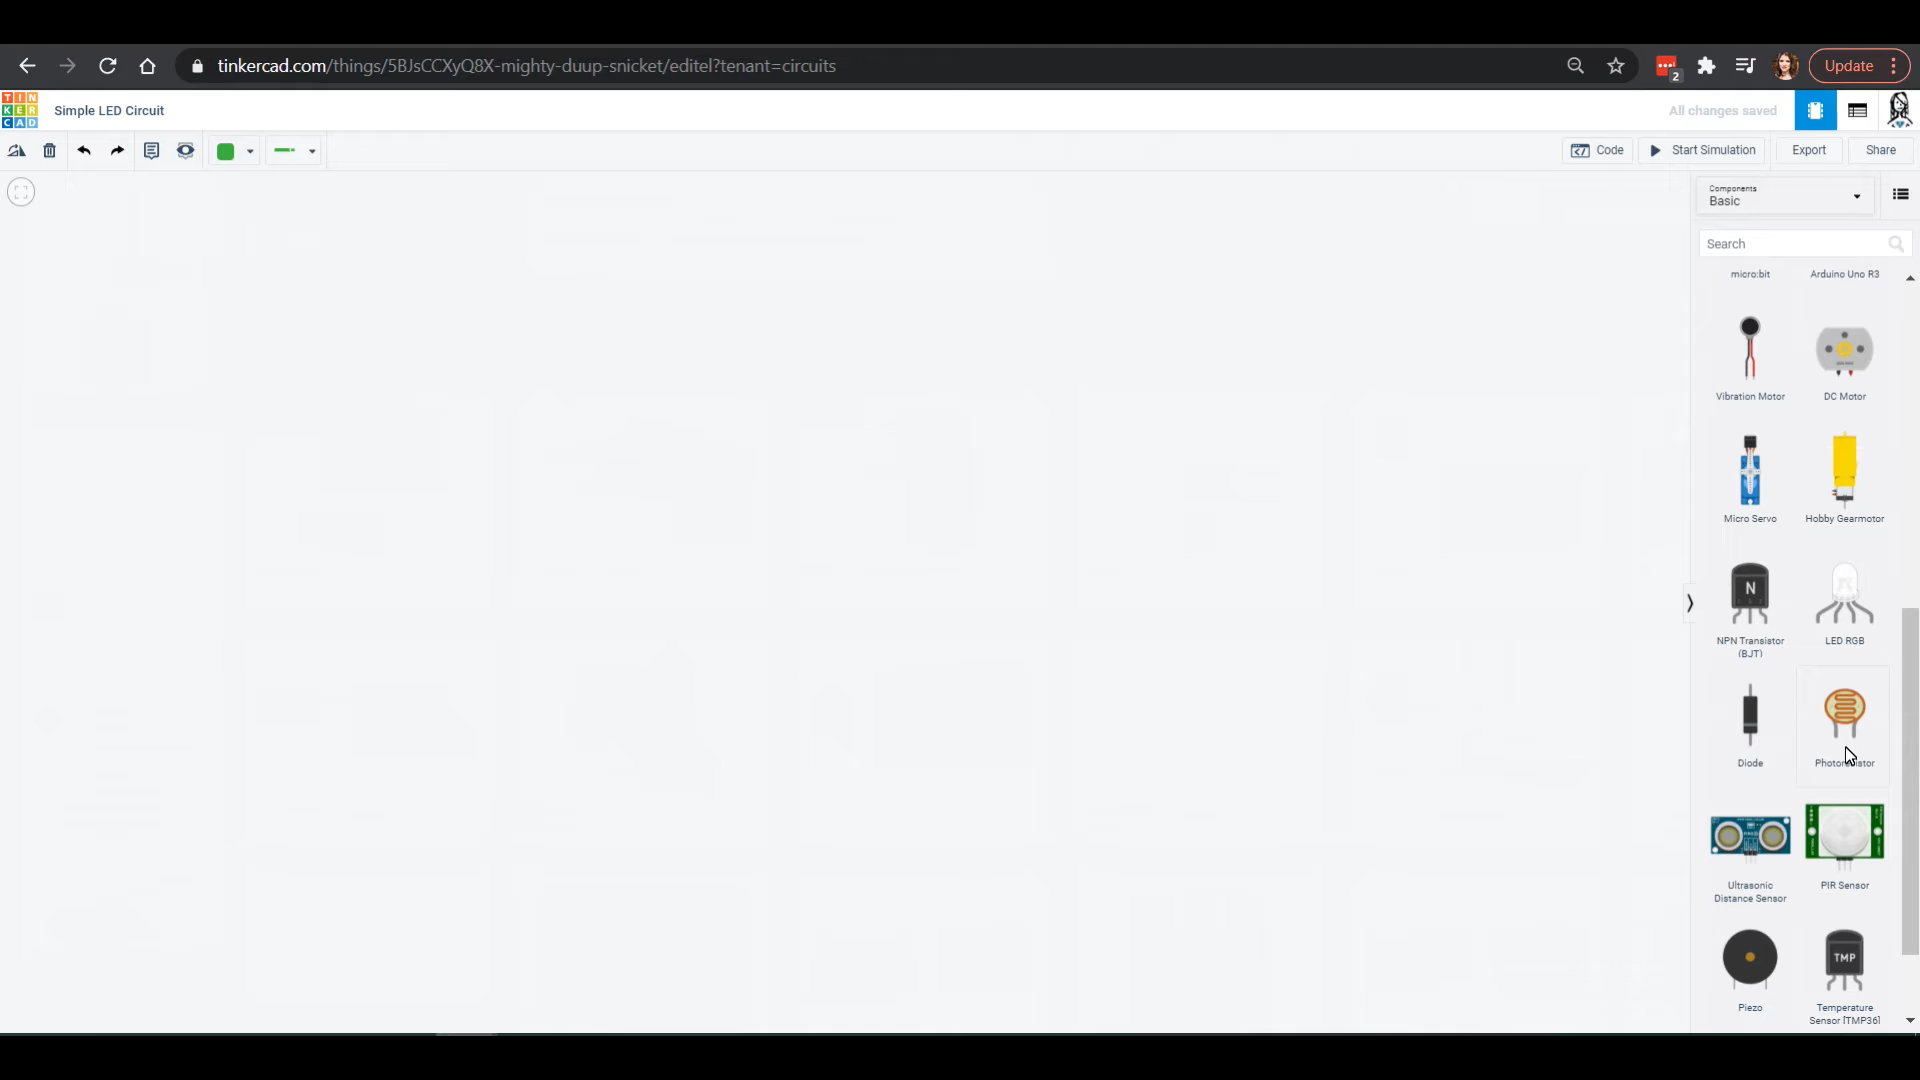 tinkercad.com/things/5BJsCCXyQ8X-mighty-duup-snicket/editel?tenant=circuits
2
Update
TIN
KER
CAD
Simple LED Circuit
All changes saved
Code
Start Simulation
Export
Share
Components
Basic
Search
micro:bit
Arduino Uno R3
Vibration Motor
DC Motor
Micro Servo
Hobby Gearmotor
N
NPN Transistor
(BJT)
LED RGB
Diode
Ultrasonic
Distance Sensor
PIR Sensor
TMP
Piezo
Temperature
Sensor [TMP36]